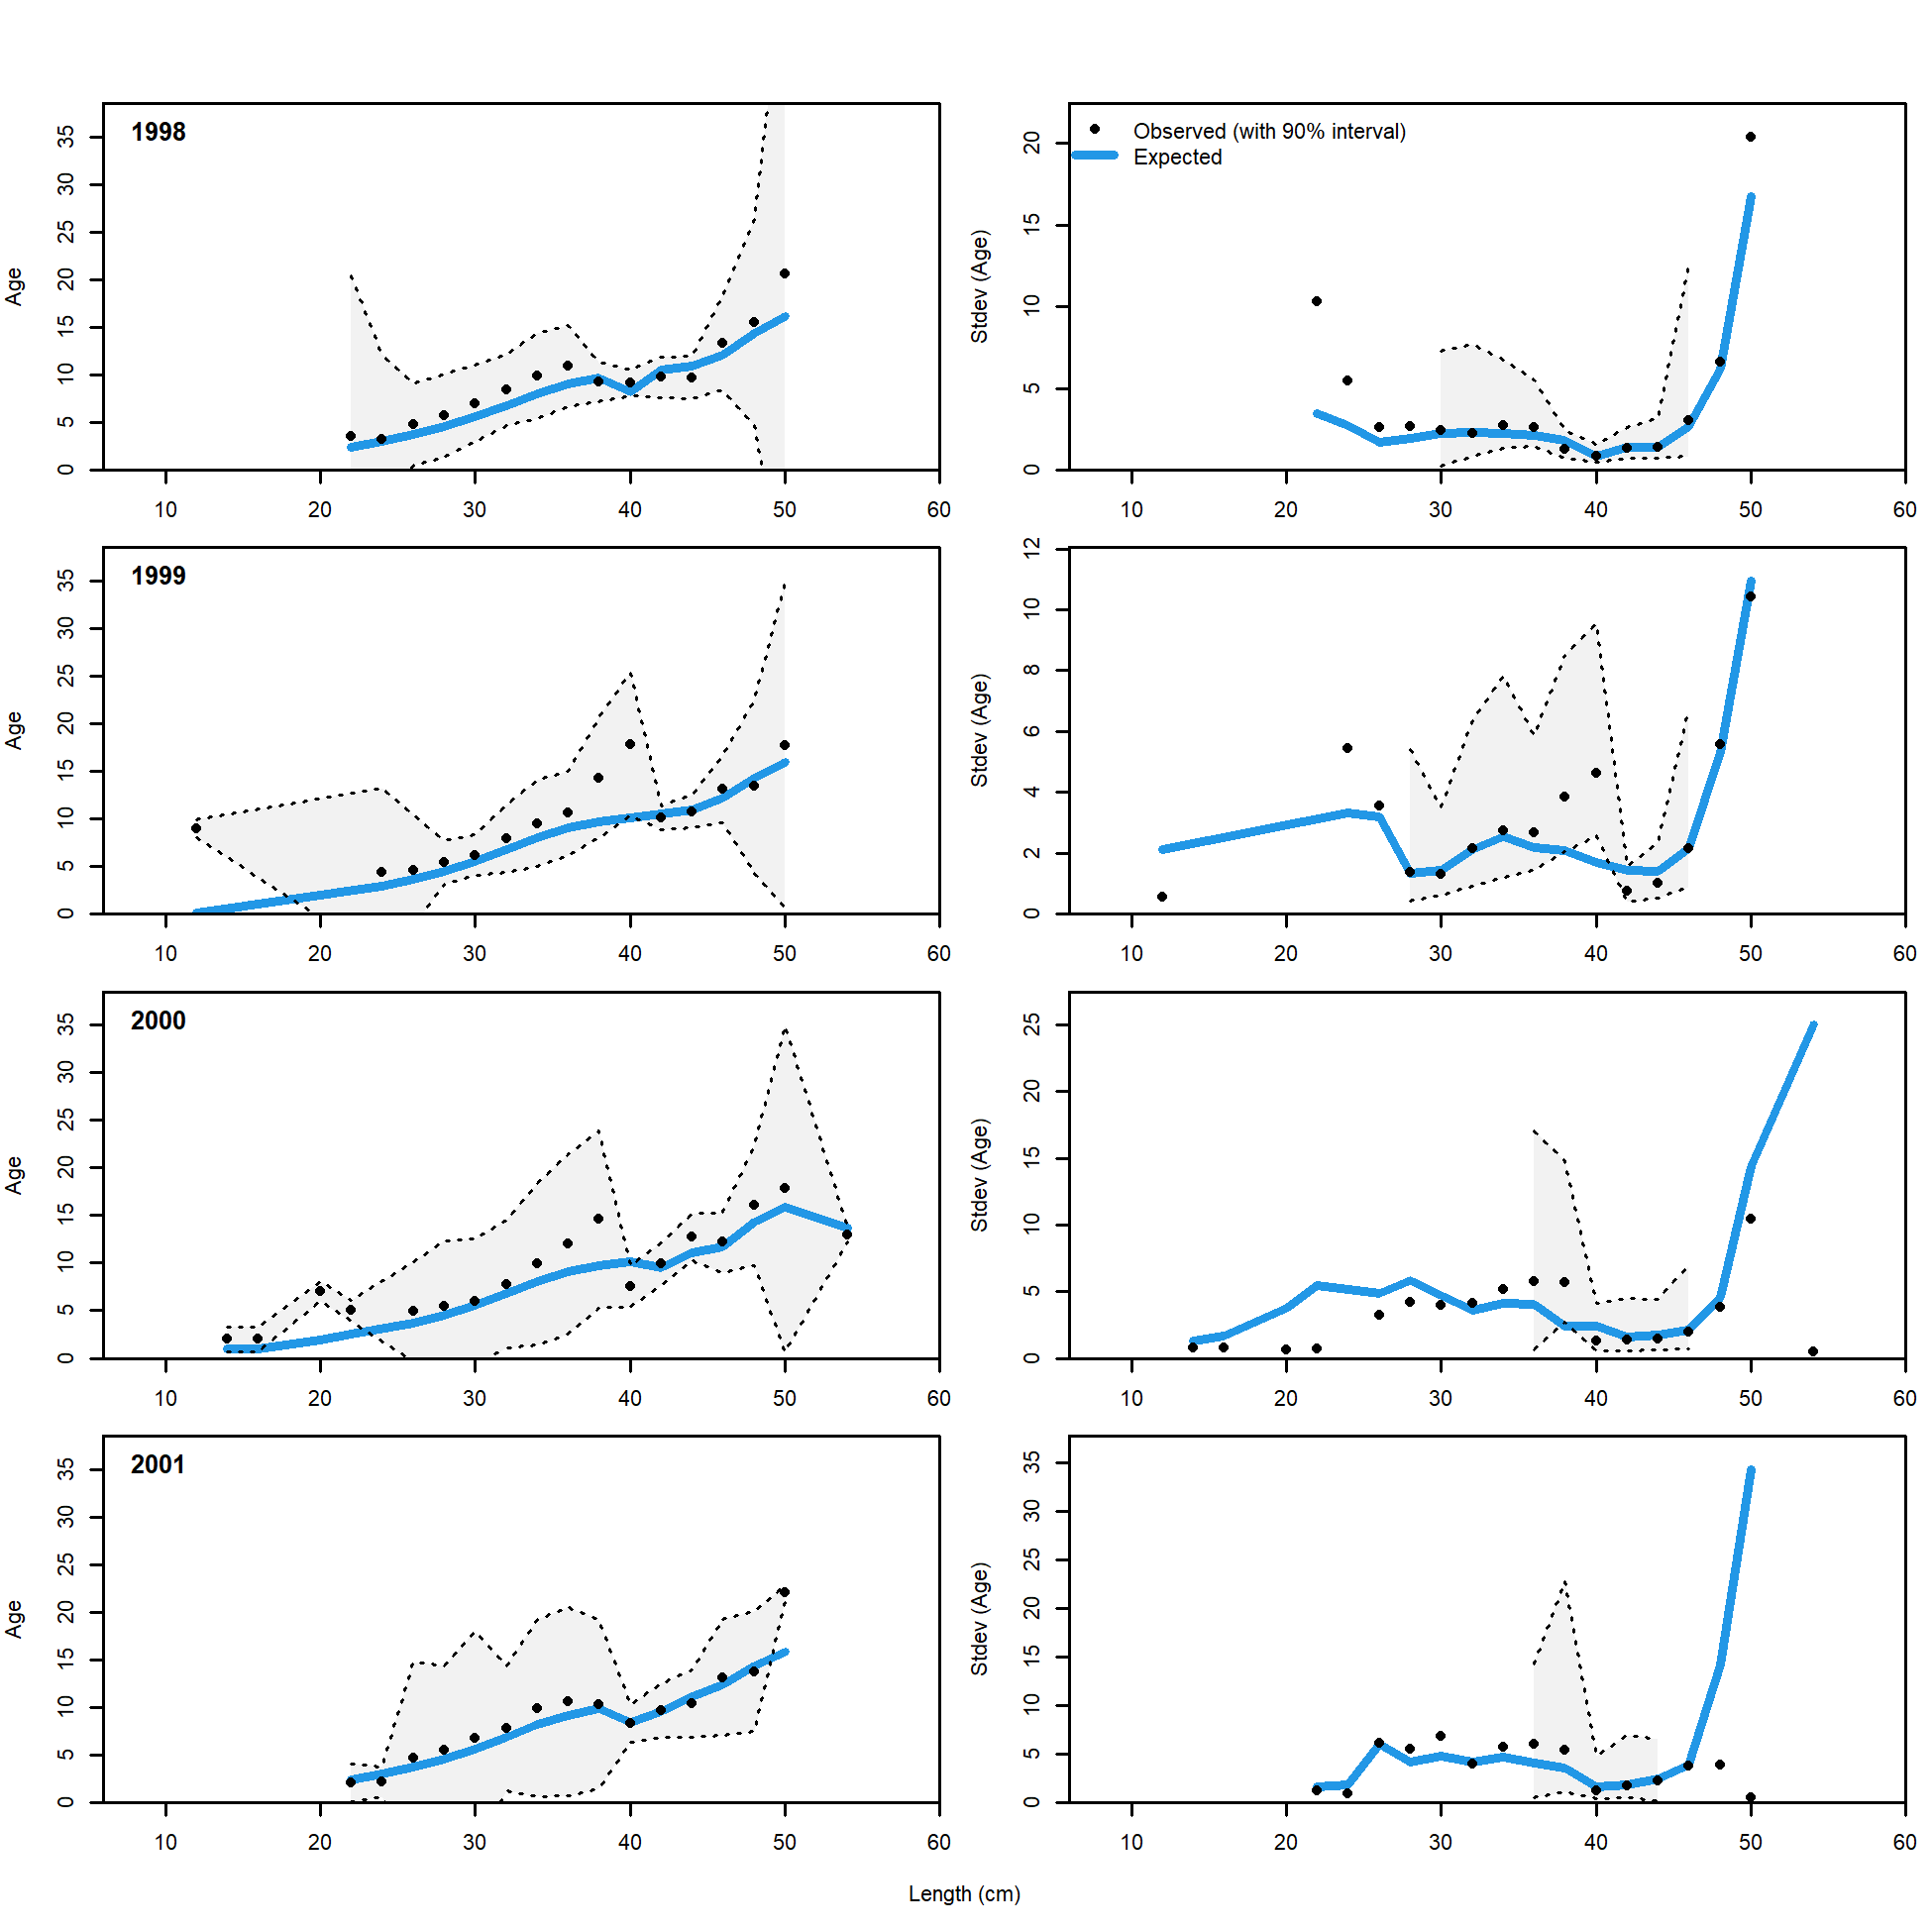 1998
Age
0 5 10 15 20 25 30 35
10 20 30 40 50 60
Observed (with 90% interval)
Expected
Stdev (Age)
0 5 10 15 20
10 20 30 40 50 60
1999
Age
0 5 10 15 20 25 30 35
10 20 30 40 50 60
Stdev (Age)
0 2 4 6 8 10 12
10 20 30 40 50 60
2000
Age
0 5 10 15 20 25 30 35
10 20 30 40 50 60
Stdev (Age)
0 5 10 15 20 25
10 20 30 40 50 60
2001
Age
0 5 10 15 20 25 30 35
10 20 30 40 50 60
Stdev (Age)
0 5 10 15 20 25 30 35
10 20 30 40 50 60
Length (cm)